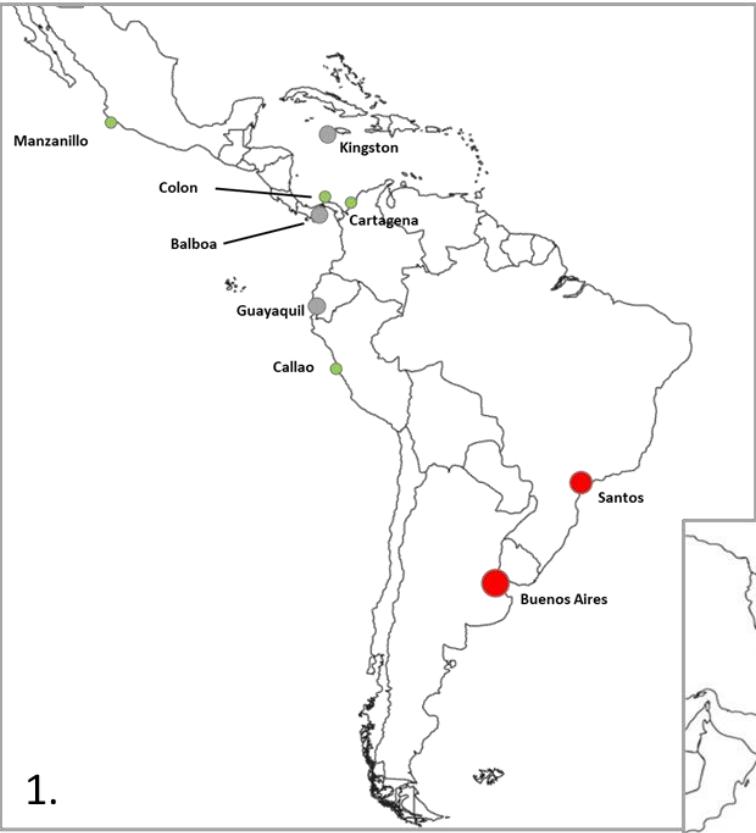 Manzanillo
Kingston
Colon
Cartagena
Balboa
Guayaquil
Callao
Santos
Buenos Aires
1.